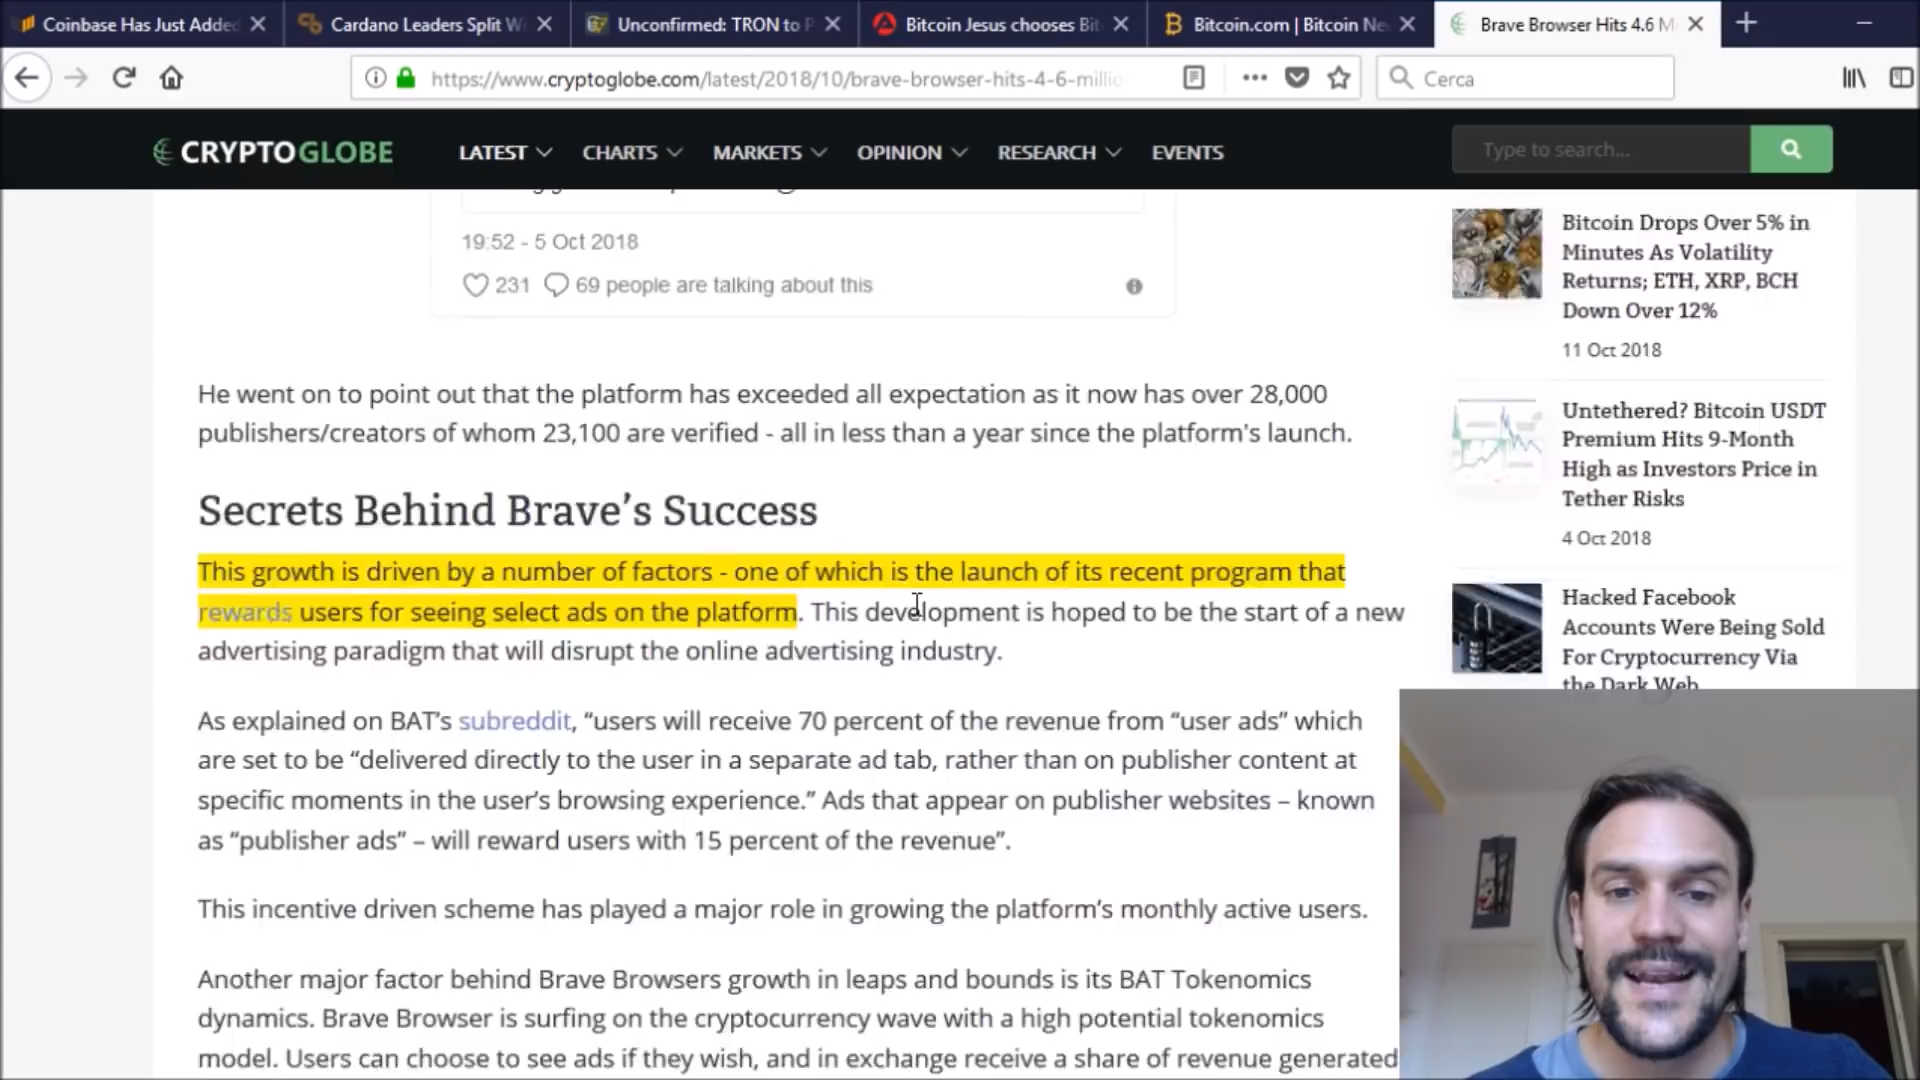 Coinbase Has Just Added
Cardano Leaders Split Wi
Unconfirmed: TRON to P
Bitcoin Jesus chooses Bit
Bitcoin.com | Bitcoin Ne
Brave Browser Hits 4.6 M
https://www.cryptoglobe.com/latest/2018/10/brave-browser-hits-4-6-millio
Cerca
CRYPTOGLOBE
LATEST CHARTS MARKETS OPINION RESEARCH EVENTS
Type to search...
19:52 - 5 Oct 2018
231 69 people are talking about this
He went on to point out that the platform has exceeded all expectation as it now has over 28,000
publishers/creators of whom 23,100 are verified - all in less than a year since the platform's launch.
Secrets Behind Brave’s Success
This growth is driven by a number of factors - one of which is the launch of its recent program that
rewards users for seeing select ads on the platform. This development is hoped to be the start of a new
advertising paradigm that will disrupt the online advertising industry.
As explained on BAT’s subreddit, “users will receive 70 percent of the revenue from “user ads” which
are set to be “delivered directly to the user in a separate ad tab, rather than on publisher content at
specific moments in the user’s browsing experience.” Ads that appear on publisher websites – known
as “publisher ads” – will reward users with 15 percent of the revenue”.
This incentive driven scheme has played a major role in growing the platform’s monthly active users.
Another major factor behind Brave Browsers growth in leaps and bounds is its BAT Tokenomics
dynamics. Brave Browser is surfing on the cryptocurrency wave with a high potential tokenomics
model. Users can choose to see ads if they wish, and in exchange receive a share of revenue generated
Bitcoin Drops Over 5% in
Minutes As Volatility
Returns; ETH, XRP, BCH
Down Over 12%
11 Oct 2018
Untethered? Bitcoin USDT
Premium Hits 9-Month
High as Investors Price in
Tether Risks
4 Oct 2018
Hacked Facebook
Accounts Were Being Sold
For Cryptocurrency Via
the Dark Web